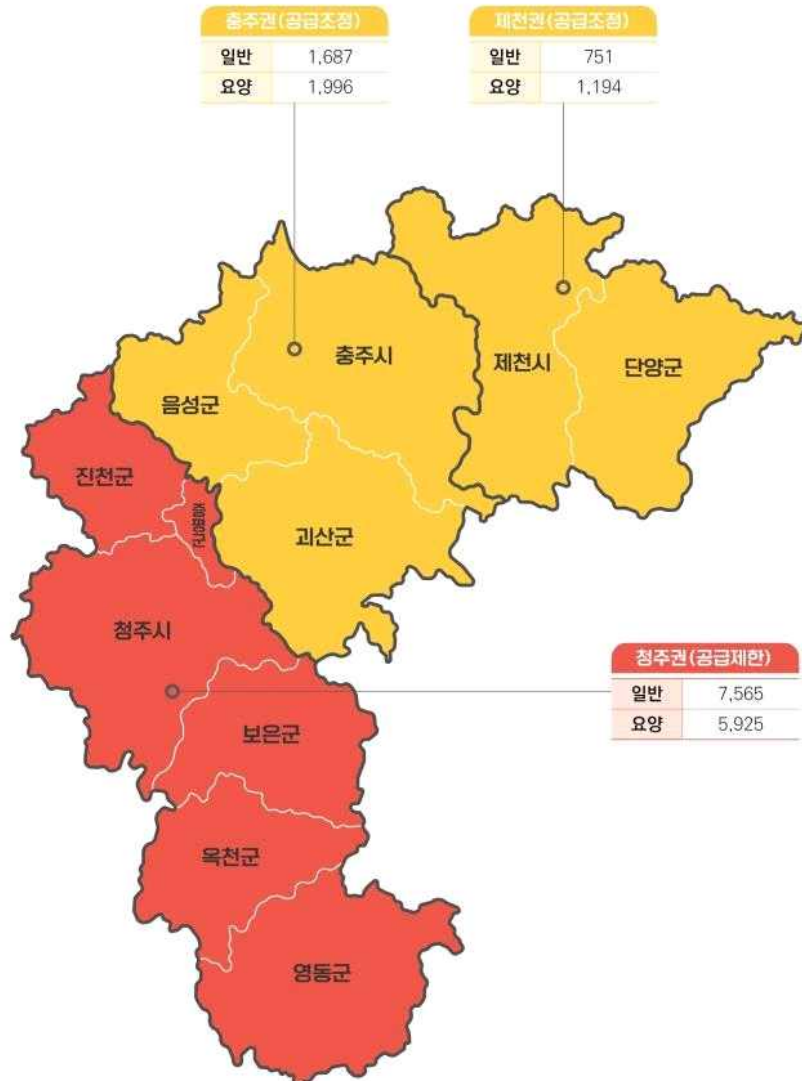 충주권(공급조정)
일반 1,687
요양 1,996
제천권(공급조정)
일반 751
요양 1,194
충주시
제천시
단양군
음성군
진천군
증평군
괴산군
청주시
청주권(공급제한)
일반 7,565
요양 5,925
보은군
옥천군
영동군